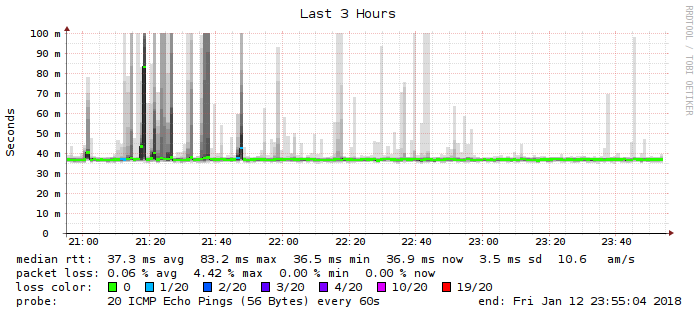 Last 3 Hours
RRDTOOL / TOBI OETIKER
Seconds
100 m
90 m
80 m
70 m
60 m
50 m
40 m
30 m
20 m
10 m
0
21:00 21:20 21:40 22:00 22:20 22:40 23:00 23:20 23:40
median rtt: 37.3 ms avg 83.2 ms max 36.5 ms min 36.9 ms now 3.5 ms sd 10.6 am/s
packet loss: 0.06 % avg 4.42 % max 0.00 % min 0.00 % now
loss color: 0 1/20 2/20 3/20 4/20 10/20 19/20
probe: 20 ICMP Echo Pings (56 Bytes) every 60s end: Fri Jan 12 23:55:04 2018